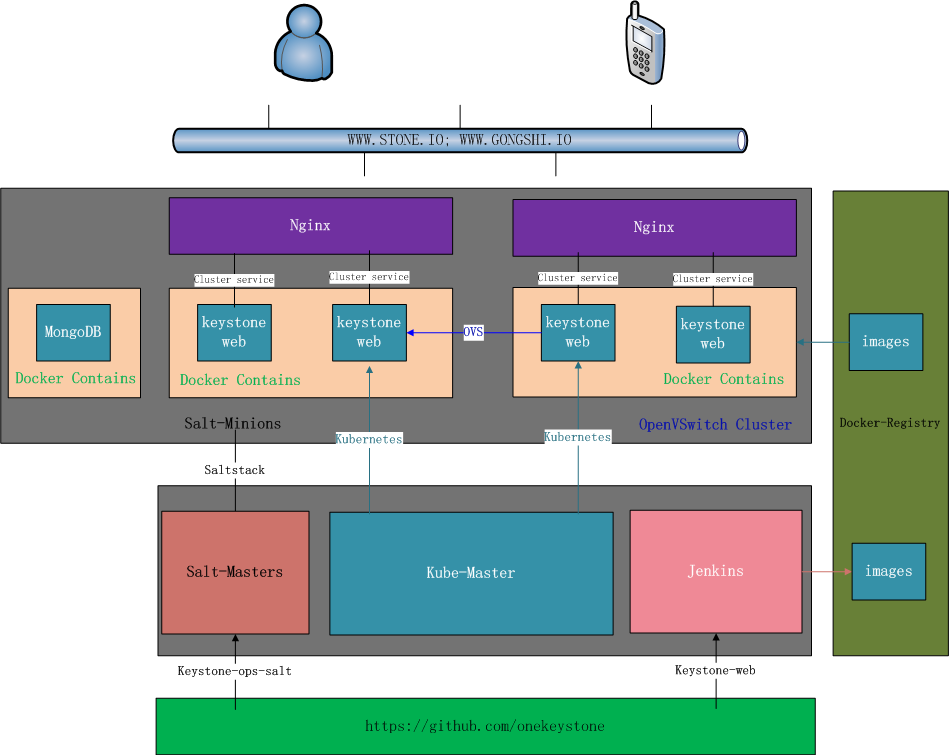 WWW.STONE.IO; WWW.GONGSHI.IO
Nginx
Nginx
Cluster service
Cluster service
Cluster service
Cluster service
MongoDB
Docker Contains
keystone
web
keystone
web
Docker Contains
OVS
keystone
web
keystone
web
Docker Contains
images
Salt-Minions
OpenVSwitch Cluster
Docker-Registry
Kubernetes
Kubernetes
Saltstack
Salt-Masters
Kube-Master
Jenkins
images
Keystone-ops-salt
Keystone-web
https://github.com/onekeystone